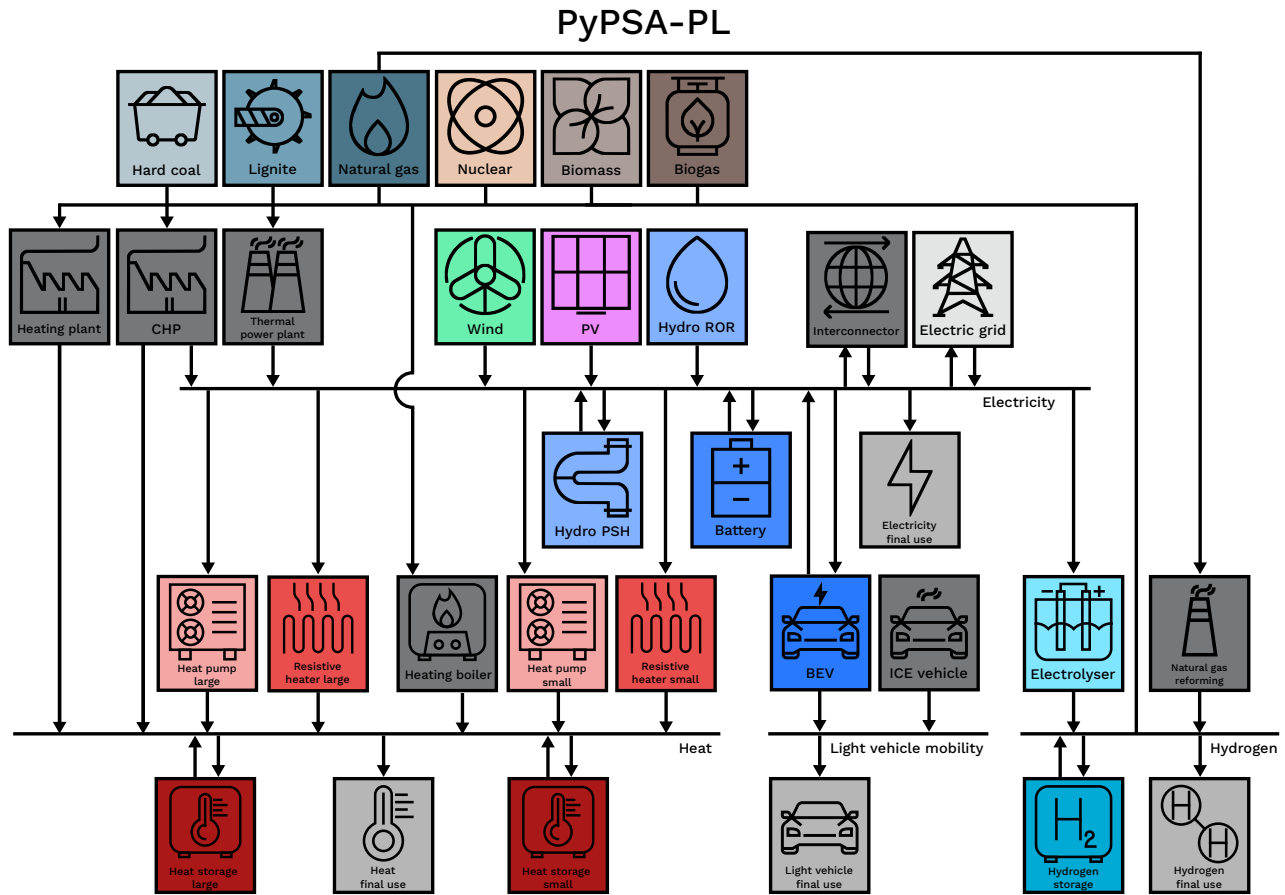 PyPSA-PL
Hard coal
Lignite
Natural gas
Nuclear
Biomass
Biogas
Heating plant
CHP
Thermal
power plant
Wind
PV
Hydro ROR
Interconnector
Electric grid
Electricity
Hydro PSH
Battery
Electricity
final use
Heat pump
large
Resistive
heater large
Heating boiler
Heat pump
small
Resistive
heater small
BEV
ICE vehicle
- +
Electrolyser
Natural gas
reforming
Heat
Light vehicle mobility
Hydrogen
Heat storage
large
Heat
final use
Heat storage
small
Light vehicle
final use
H2
Hydrogen
storage
H
H
Hydrogen
final use